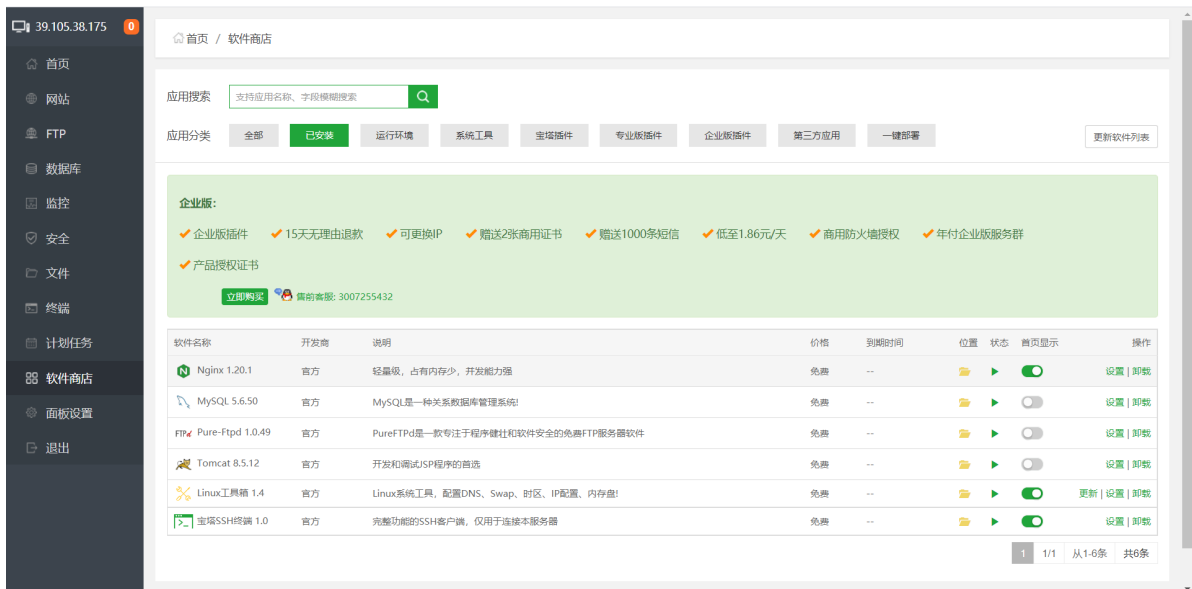 39.105.38.175 0
首页
网站
FTP
数据库
监控
安全
文件
终端
计划任务
软件商店
面板设置
退出
首页 / 软件商店
应用搜索 支持应用名称、字段模糊搜索
应用分类 全部 已安装 运行环境 系统工具 宝塔插件 专业版插件 企业版插件 第三方应用 一键部署 更新软件列表
企业版:
企业版插件 15天无理由退款 可更换IP 赠送2张商用证书 赠送1000条短信 低至1.86元/天 商用防火墙授权 年付企业版服务群
产品授权证书
立即购买 售前客服: 3007255432
软件名称 开发商 说明 价格 到期时间 位置 状态 首页显示 操作
Nginx 1.20.1 官方 轻量级，占有内存少，并发能力强 免费 -- 设置 | 卸载
MySQL 5.6.50 官方 MySQL是一种关系数据库管理系统! 免费 -- 设置 | 卸载
FTPd Pure-Ftpd 1.0.49 官方 PureFTPd是一款专注于程序健壮和软件安全的免费FTP服务器软件 免费 -- 设置 | 卸载
Tomcat 8.5.12 官方 开发和调试JSP程序的首选 免费 -- 设置 | 卸载
Linux工具箱 1.4 官方 Linux系统工具，配置DNS、Swap、时区、IP配置、内存盘! 免费 -- 更新 | 设置 | 卸载
宝塔SSH终端 1.0 官方 完整功能的SSH客户端，仅用于连接本服务器 免费 -- 设置 | 卸载
1 1/1 从1-6条 共6条